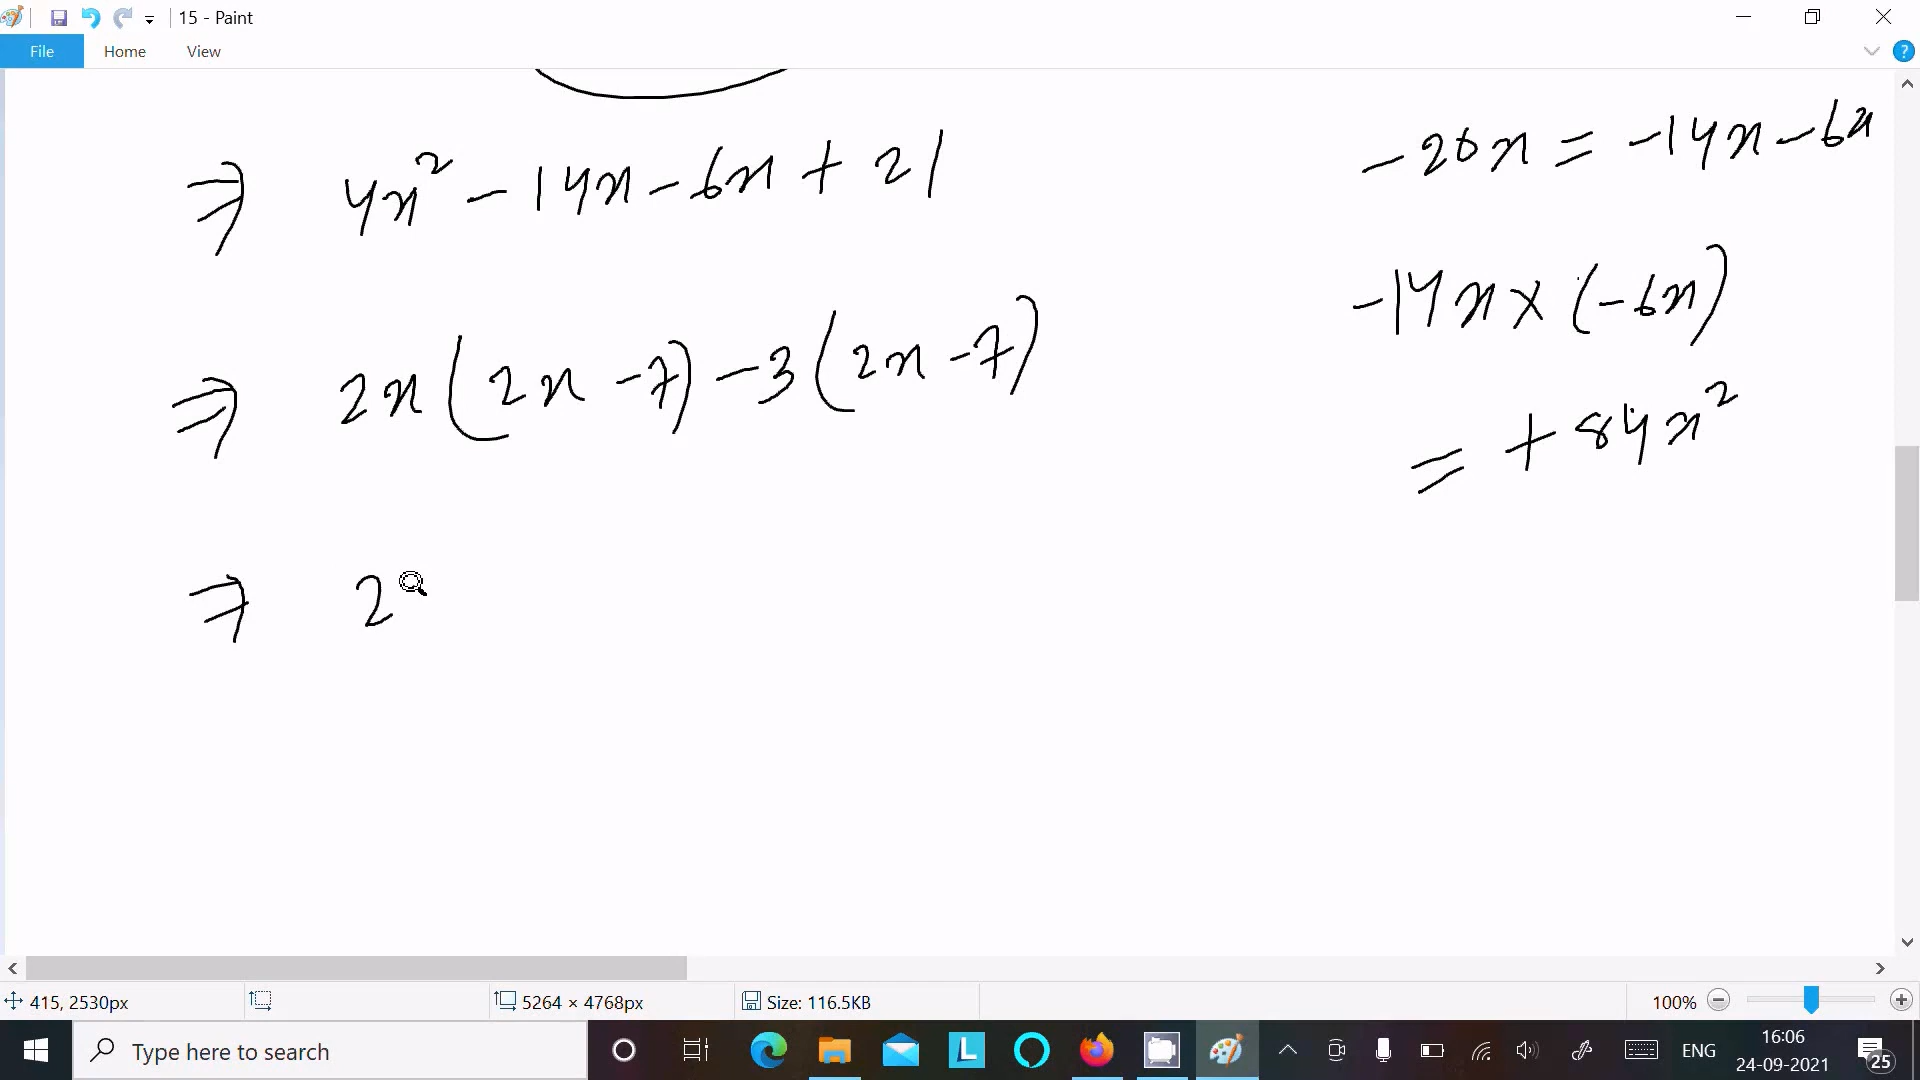 15 - Paint
File Home View
⇒ 4x² - 14x - 6x + 21
-20x = -14x - 6x
-14x × (-6x)
⇒ 2x (2x - 7) - 3 (2x - 7)
= + 84x²
⇒ 2
415, 2530px 5264 × 4768px Size: 116.5KB 100%
Type here to search L ENG 16:06
24-09-2021 25